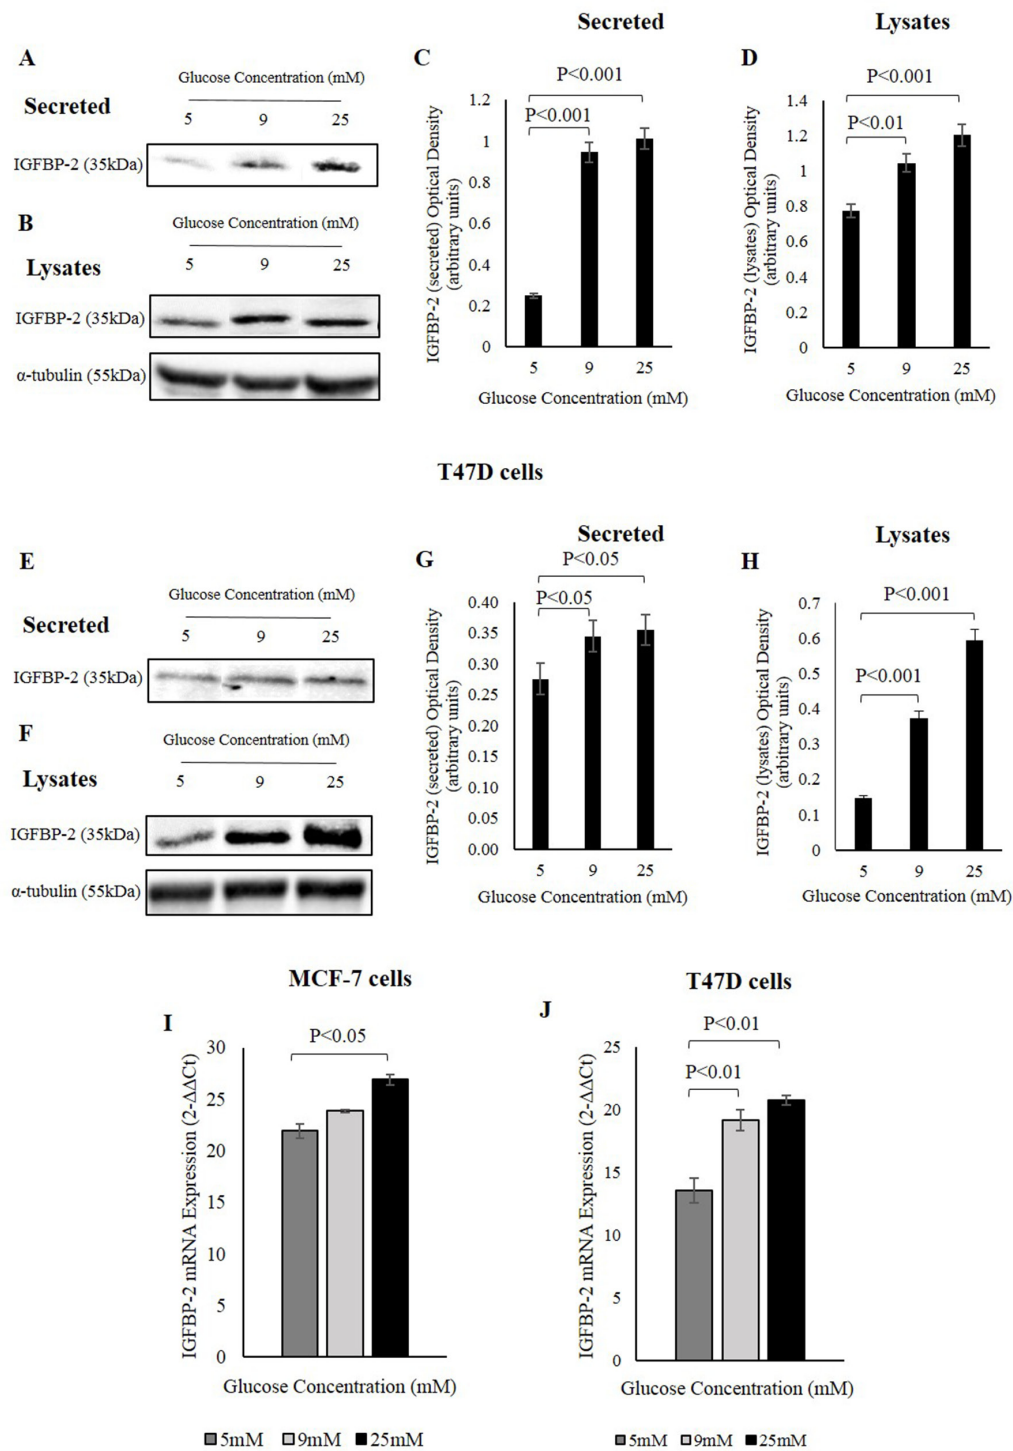 Secreted
Lysates
A
Glucose Concentration (mM)
Secreted
5 9 25
IGFBP-2 (35kDa)
B
Glucose Concentration (mM)
Lysates
5 9 25
IGFBP-2 (35kDa)
α-tubulin (55kDa)
C
P<0.001
P<0.001
IGFBP-2 (secreted) Optical Density
(arbitrary units)
1.2
1
0.8
0.6
0.4
0.2
0
5 9 25
Glucose Concentration (mM)
D
P<0.001
P<0.01
IGFBP-2 (lysates) Optical Density
(arbitrary units)
1.4
1.2
1
0.8
0.6
0.4
0.2
0
5 9 25
Glucose Concentration (mM)
T47D cells
Secreted
Lysates
E
Glucose Concentration (mM)
Secreted
5 9 25
IGFBP-2 (35kDa)
F
Glucose Concentration (mM)
Lysates
5 9 25
IGFBP-2 (35kDa)
α-tubulin (55kDa)
G
P<0.05
P<0.05
IGFBP-2 (secreted) Optical Density
(arbitrary units)
0.40
0.35
0.30
0.25
0.20
0.15
0.10
0.05
0.00
5 9 25
Glucose Concentration (mM)
H
P<0.001
P<0.001
IGFBP-2 (lysates) Optical Density
(arbitrary units)
0.7
0.6
0.5
0.4
0.3
0.2
0.1
0
5 9 25
Glucose Concentration (mM)
MCF-7 cells
I
P<0.05
IGFBP-2 mRNA Expression (2-ΔΔCt)
30
25
20
15
10
5
0
Glucose Concentration (mM)
5mM 9mM 25mM
T47D cells
J
P<0.01
P<0.01
IGFBP-2 mRNA Expression (2-ΔΔCt)
25
20
15
10
5
0
Glucose Concentration (mM)
5mM 9mM 25mM